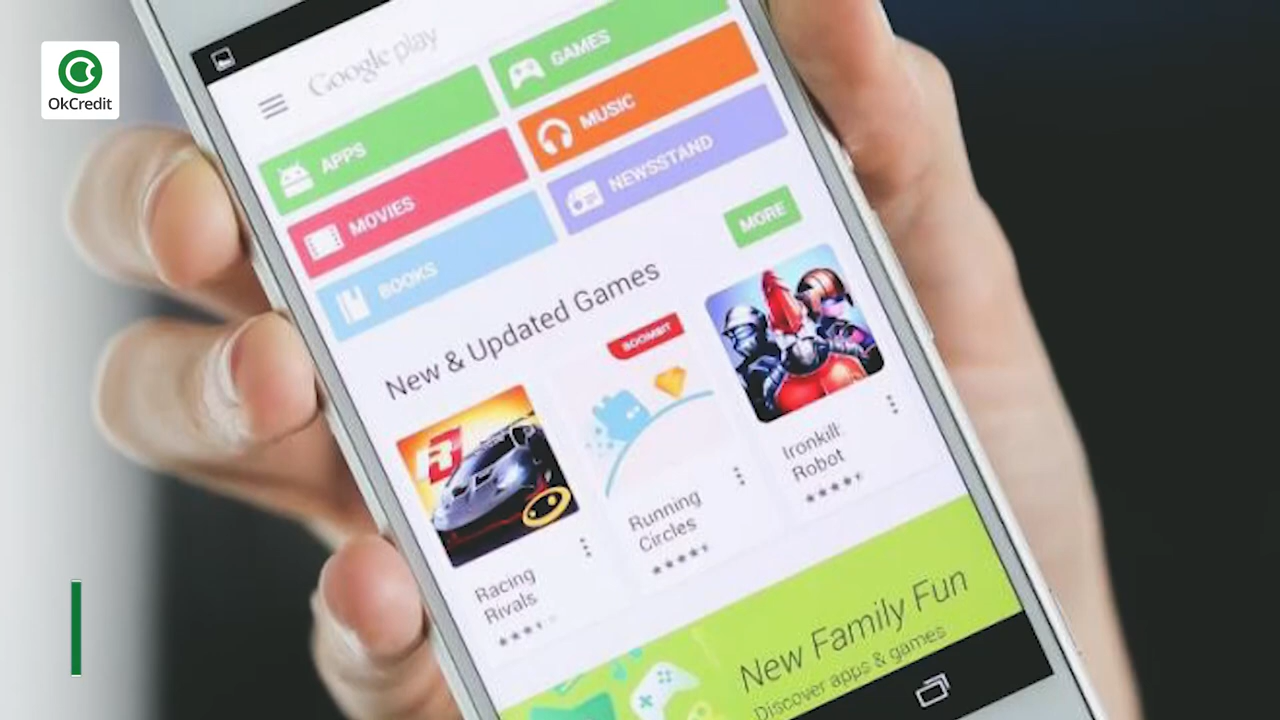 OkCredit
Google play
APPS
GAMES
MOVIES
MUSIC
BOOKS
NEWSSTAND
New & Updated Games
MORE
BOOMBIT
R
Racing
Rivals
Running
Circles
Ironkill:
Robot
New Family Fun
Discover apps & games